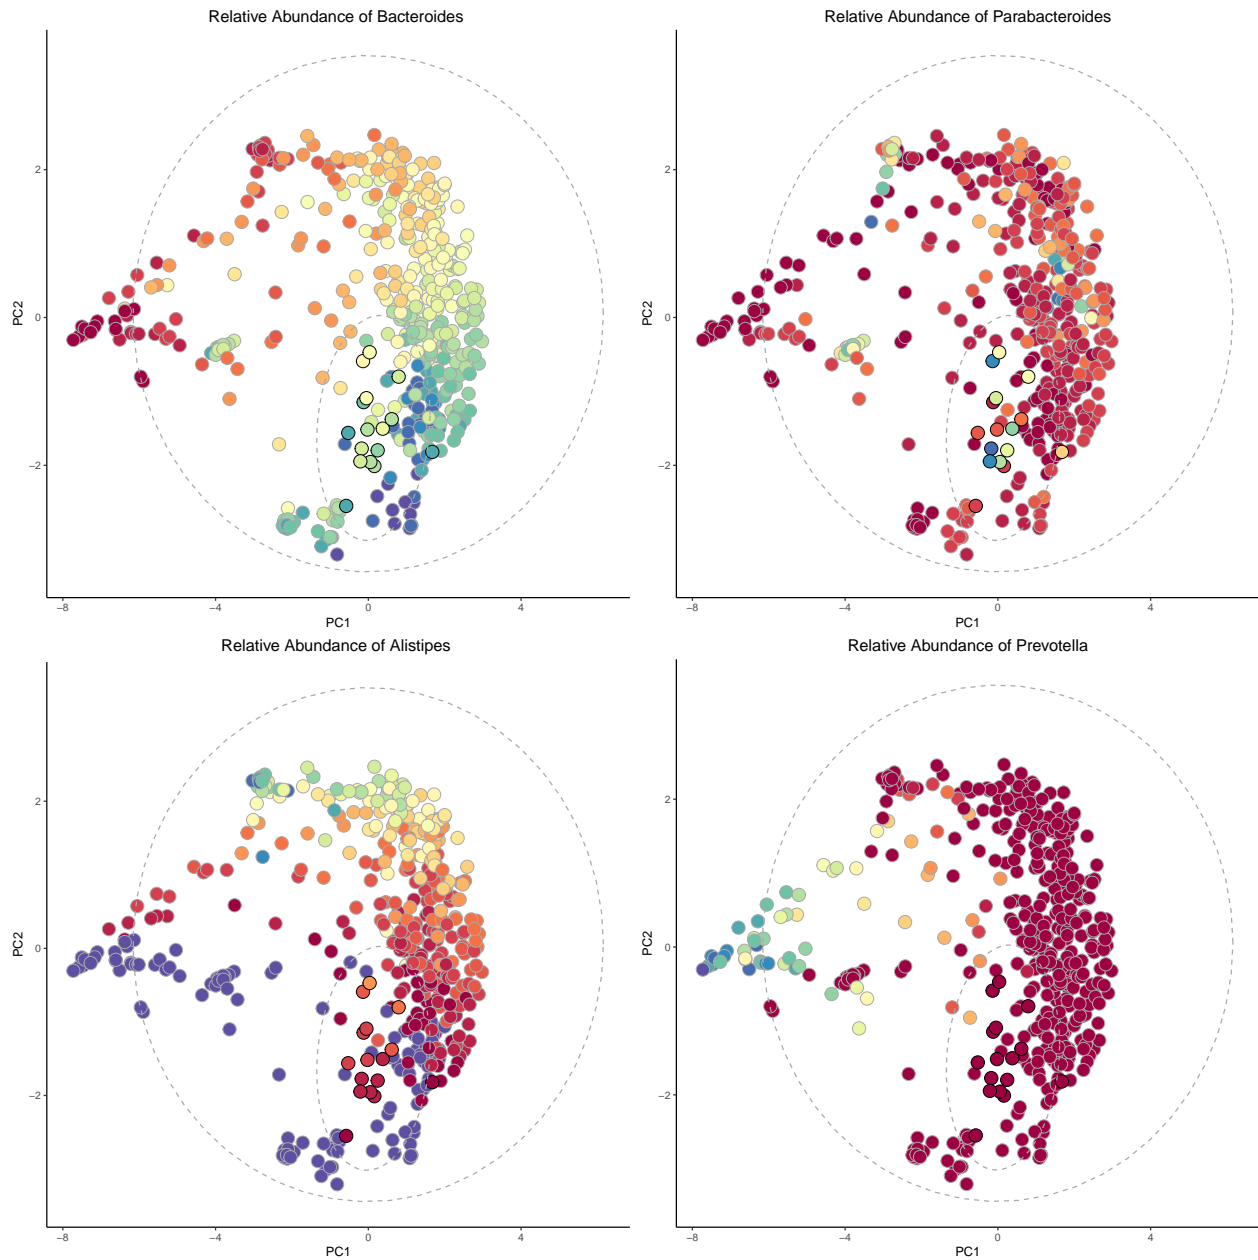 Relative Abundance of Bacteroides
2
0
−2
−8
−4
0
4
PC1
PC2
Relative Abundance of Parabacteroides
2
0
−2
−8
−4
0
4
PC1
PC2
Relative Abundance of Alistipes
2
0
−2
−8
−4
0
4
PC1
PC2
Relative Abundance of Prevotella
2
0
−2
−8
−4
0
4
PC1
PC2